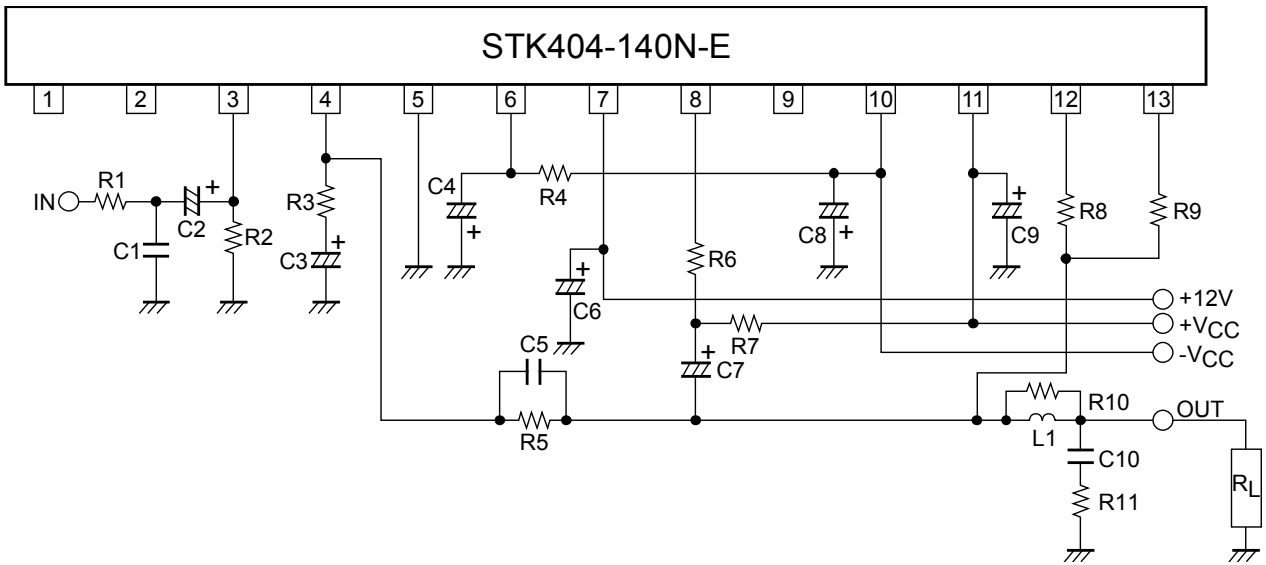 STK404-140N-E
1 2 3 4 5 6 7 8 9 10 11 12 13
IN
R1
C1
C2
+
R2
R3
C3
+
C4
+
R4
C6
+
R6
R7
C7
+
C8
+
C9
+
R8
R9
+12V
+VCC
-VCC
C5
R5
R10
L1
OUT
C10
R11
RL